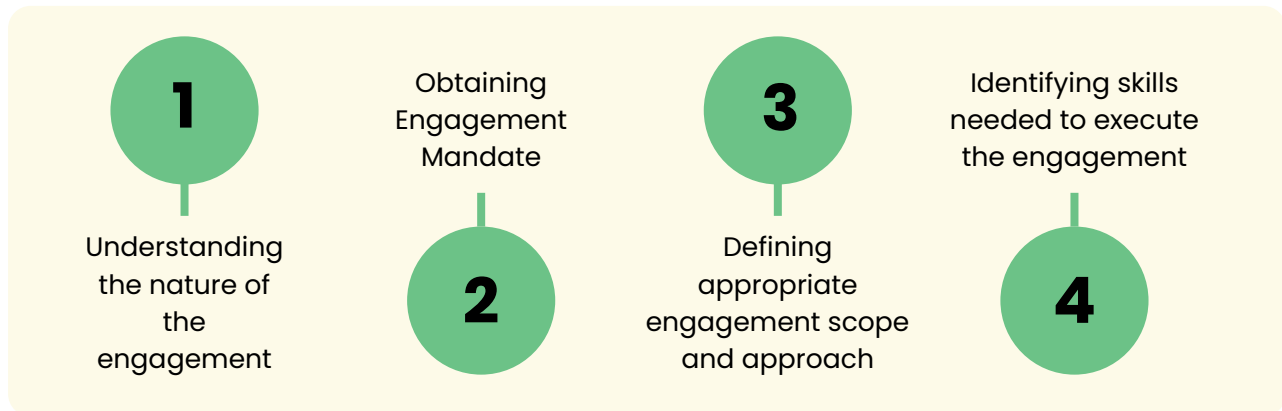 1
Understanding
the nature of
the
engagement
Obtaining
Engagement
Mandate
2
3
Defining
appropriate
engagement scope
and approach
Identifying skills
needed to execute
the engagement
4